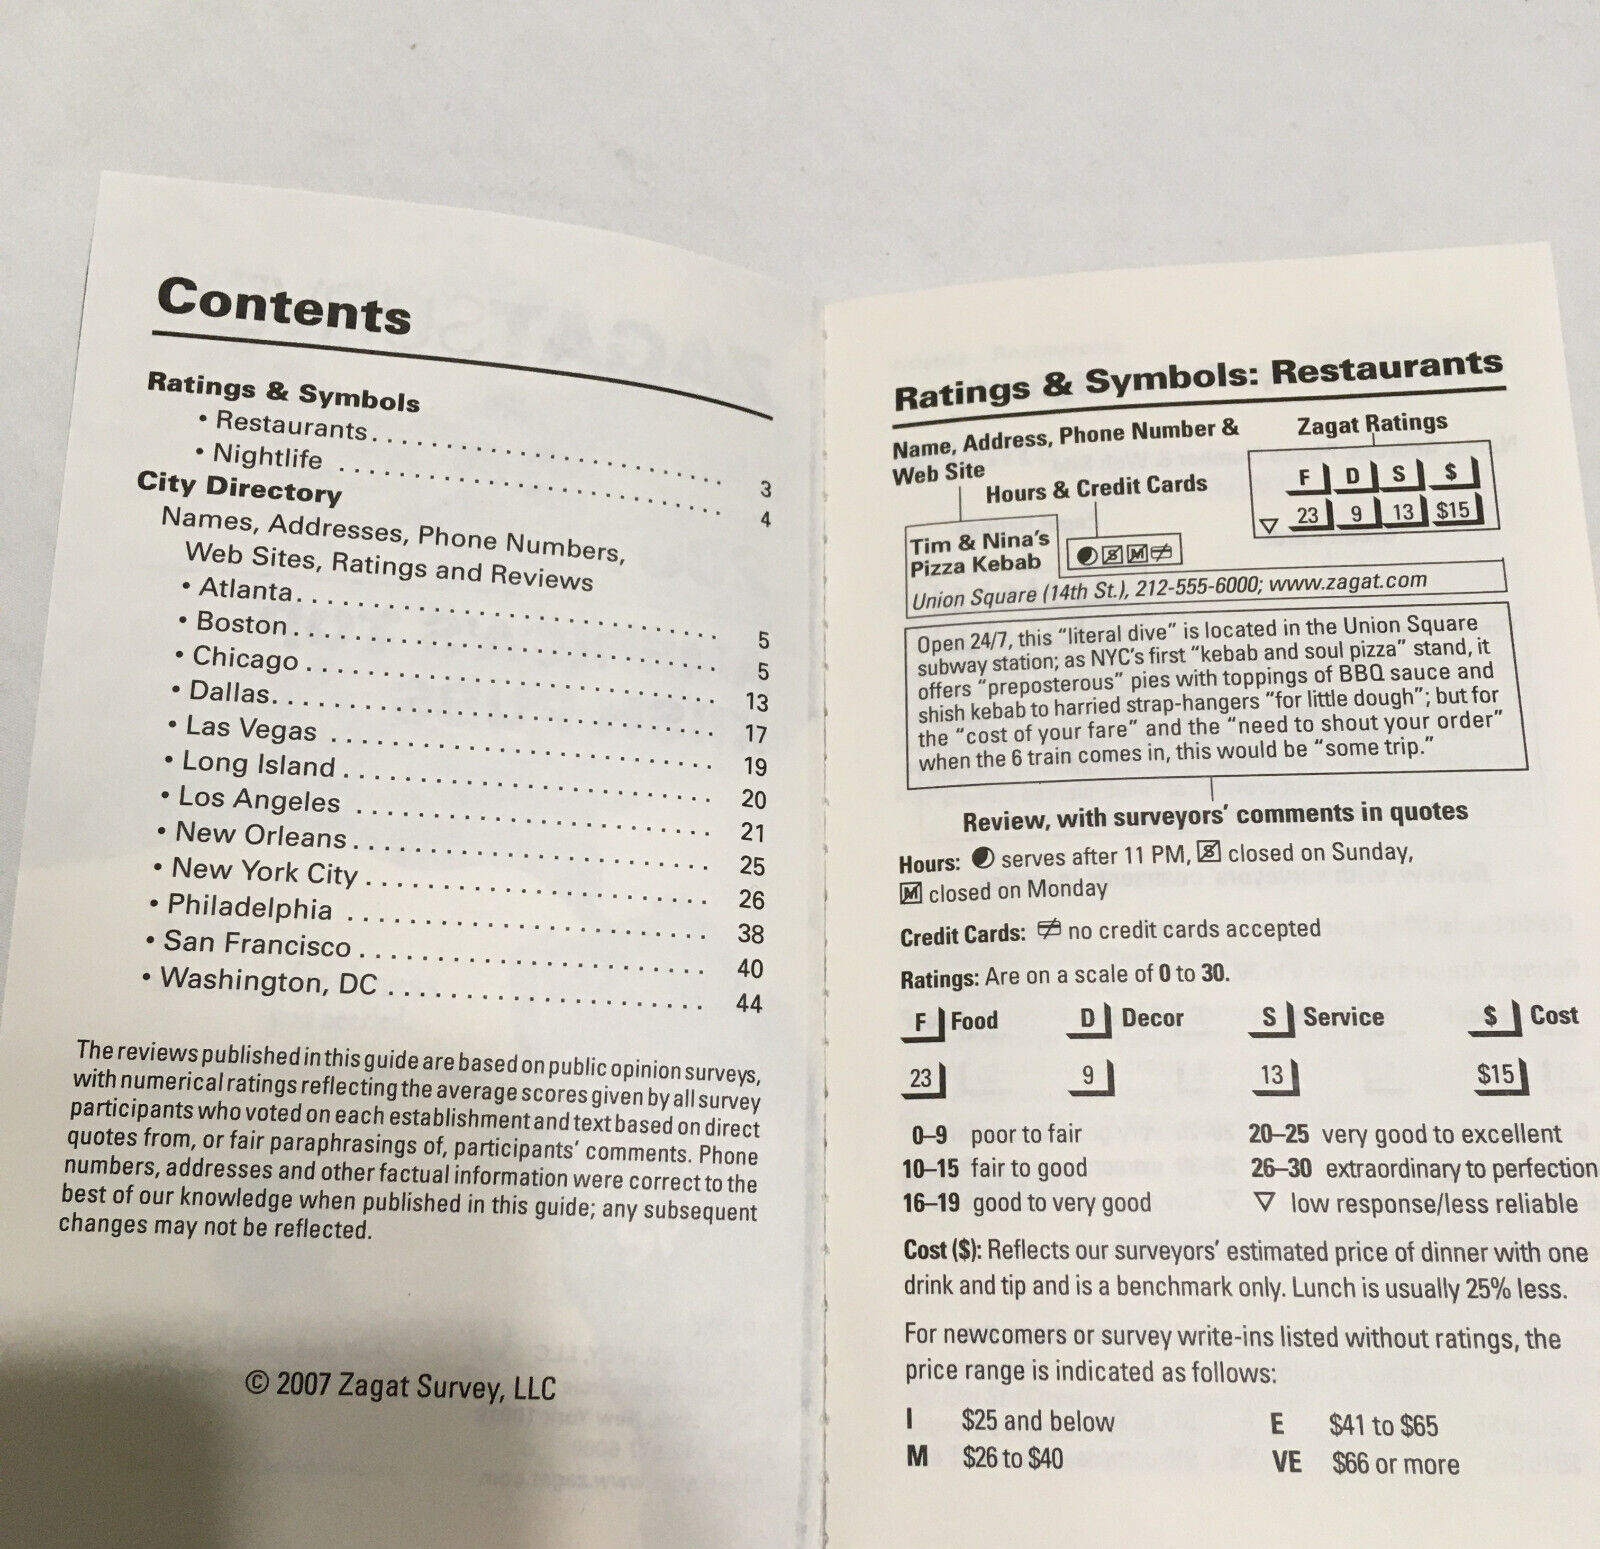 Contents
Ratings & Symbols
• Restaurants. . . . . . . . . . . . . . . . . . . . . . . . 3
• Nightlife . . . . . . . . . . . . . . . . . . . . . . . . . . 4
City Directory
Names, Addresses, Phone Numbers,
Web Sites, Ratings and Reviews
• Atlanta. . . . . . . . . . . . . . . . . . . . . . . . . . . 5
• Boston . . . . . . . . . . . . . . . . . . . . . . . . . . . 5
• Chicago . . . . . . . . . . . . . . . . . . . . . . . . . . 13
• Dallas. . . . . . . . . . . . . . . . . . . . . . . . . . . . 17
• Las Vegas . . . . . . . . . . . . . . . . . . . . . . . . 19
• Long Island . . . . . . . . . . . . . . . . . . . . . . . 20
• Los Angeles . . . . . . . . . . . . . . . . . . . . . . 21
• New Orleans . . . . . . . . . . . . . . . . . . . . . . 25
• New York City . . . . . . . . . . . . . . . . . . . . . 26
• Philadelphia . . . . . . . . . . . . . . . . . . . . . . 38
• San Francisco . . . . . . . . . . . . . . . . . . . . . 40
• Washington, DC . . . . . . . . . . . . . . . . . . . 44
The reviews published in this guide are based on public opinion surveys,
with numerical ratings reflecting the average scores given by all survey
participants who voted on each establishment and text based on direct
quotes from, or fair paraphrasings of, participants' comments. Phone
numbers, addresses and other factual information were correct to the
best of our knowledge when published in this guide; any subsequent
changes may not be reflected.
© 2007 Zagat Survey, LLC
Ratings & Symbols: Restaurants
Name, Address, Phone Number &
Web Site
Hours & Credit Cards
Zagat Ratings
F D S $
▽ 23 9 13 $15
Tim & Nina's
Pizza Kebab
S M
Union Square (14th St.), 212-555-6000; www.zagat.com
Open 24/7, this "literal dive" is located in the Union Square
subway station; as NYC's first "kebab and soul pizza" stand, it
offers "preposterous" pies with toppings of BBQ sauce and
shish kebab to harried strap-hangers "for little dough"; but for
the "cost of your fare" and the "need to shout your order"
when the 6 train comes in, this would be "some trip."
Review, with surveyors' comments in quotes
Hours: serves after 11 PM, S closed on Sunday,
M closed on Monday
Credit Cards: no credit cards accepted
Ratings: Are on a scale of 0 to 30.
F Food D Decor S Service $ Cost
23 9 13 $15
0–9 poor to fair 20–25 very good to excellent
10–15 fair to good 26–30 extraordinary to perfection
16–19 good to very good ▽ low response/less reliable
Cost ($): Reflects our surveyors' estimated price of dinner with one
drink and tip and is a benchmark only. Lunch is usually 25% less.
For newcomers or survey write-ins listed without ratings, the
price range is indicated as follows:
I $25 and below E $41 to $65
M $26 to $40 VE $66 or more